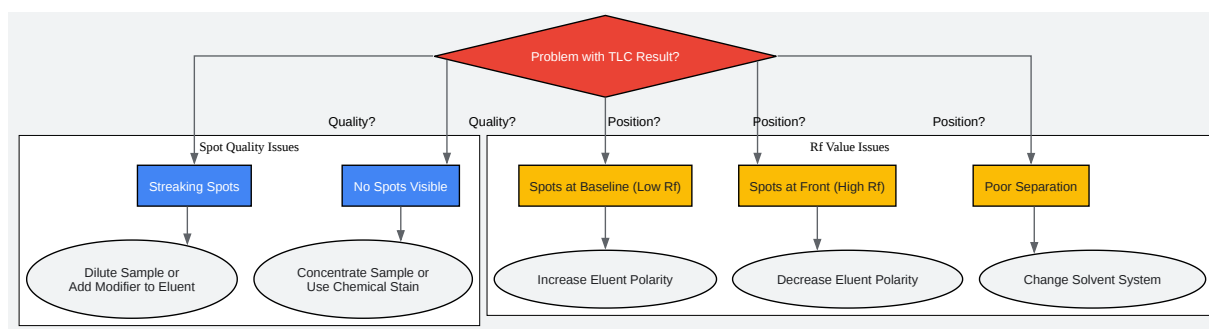 Problem with TLC Result?
Quality?
Quality?
Position?
Position?
Position?
Spot Quality Issues
Rf Value Issues
Streaking Spots
No Spots Visible
Spots at Baseline (Low Rf)
Spots at Front (High Rf)
Poor Separation
Dilute Sample or
Add Modifier to Eluent
Concentrate Sample or
Use Chemical Stain
Increase Eluent Polarity
Decrease Eluent Polarity
Change Solvent System